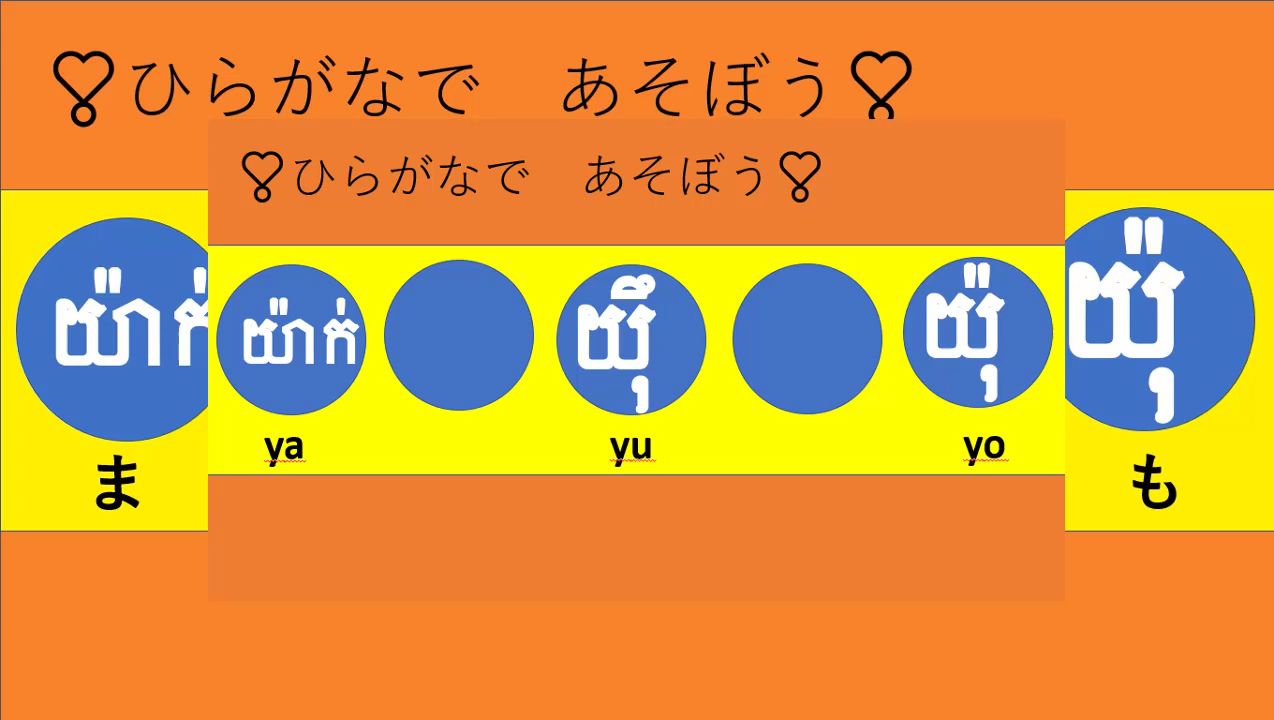 ❣ひらがなで　あそぼう❣
❣ひらがなで　あそぼう❣
យ៉ាក់ យ៉ឹុ យ៉ុ
ya yu yo
យ៉ាក់ យ៉ុ
ま も